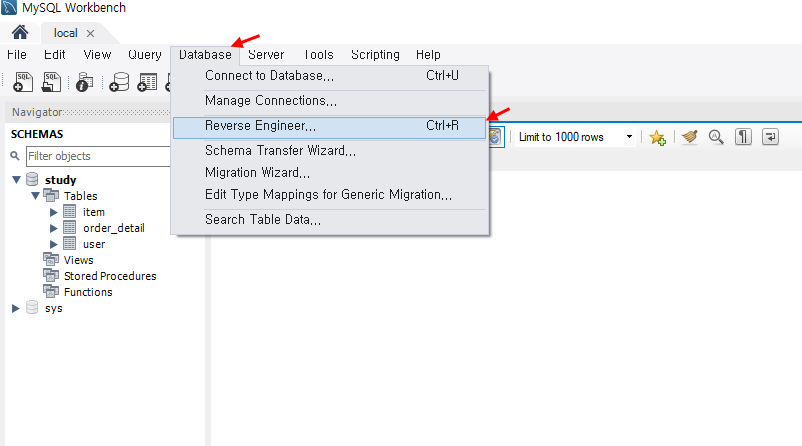 MySQL Workbench
local
File Edit View Query Database Server Tools Scripting Help
Connect to Database... Ctrl+U
Manage Connections...
Reverse Engineer... Ctrl+R
Schema Transfer Wizard...
Migration Wizard...
Edit Type Mappings for Generic Migration...
Search Table Data...
SQL SQL
Limit to 1000 rows
Navigator
SCHEMAS
Filter objects
study
Tables
item
order_detail
user
Views
Stored Procedures
Functions
sys